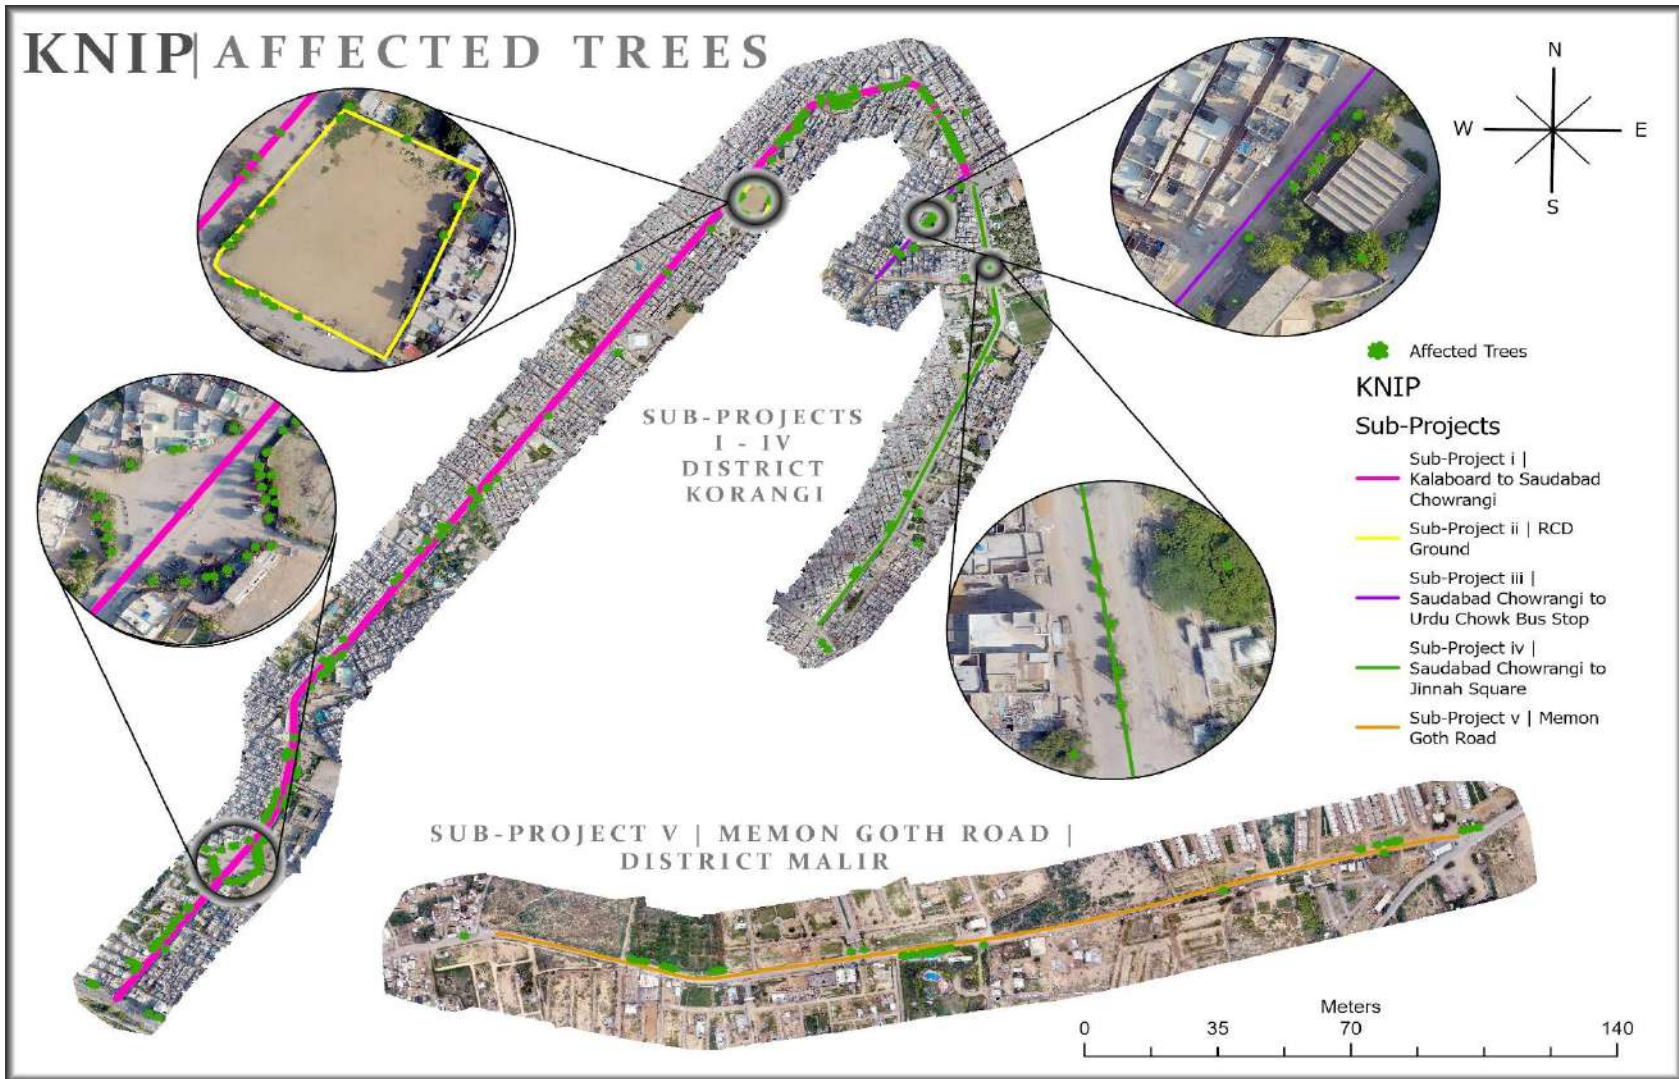 KNIP| AFFECTED TREES
N
W E
S
SUB-PROJECTS
I - IV
DISTRICT
KORANGI
Affected Trees
KNIP
Sub-Projects
Sub-Project i |
Kalaboard to Saudabad
Chowrangi
Sub-Project ii | RCD
Ground
Sub-Project iii |
Saudabad Chowrangi to
Urdu Chowk Bus Stop
Sub-Project iv |
Saudabad Chowrangi to
Jinnah Square
Sub-Project v | Memon
Goth Road
SUB-PROJECT V | MEMON GOTH ROAD |
DISTRICT MALIR
Meters
0 35 70 140